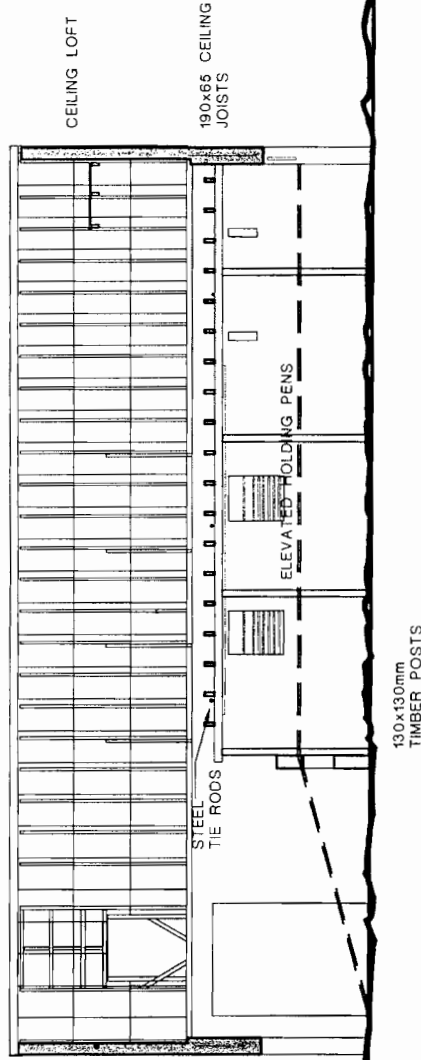 CEILING LOFT
190x65 CEILING
JOISTS
STEEL
TIE RODS
ELEVATED HOLDING PENS
130x130mm
TIMBER POSTS